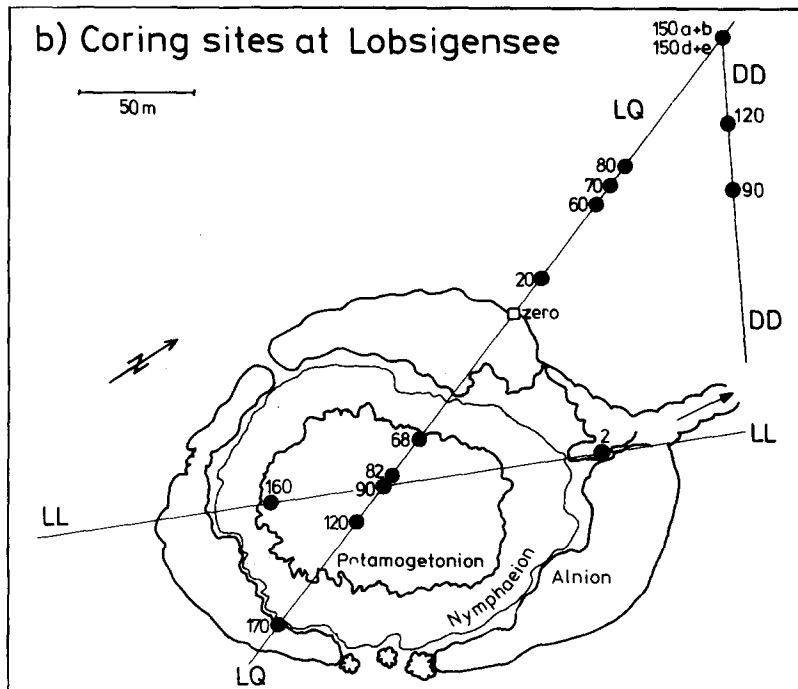 b) Coring sites at Lobsigensee
50 m
150 a+b
150 d+e
DD
LQ
120
80
70
90
60
20
zero
DD
N
68
2
LL
82
90
160
LL
120
Potamogetonion
Nymphaeion
Alnion
170
LQ